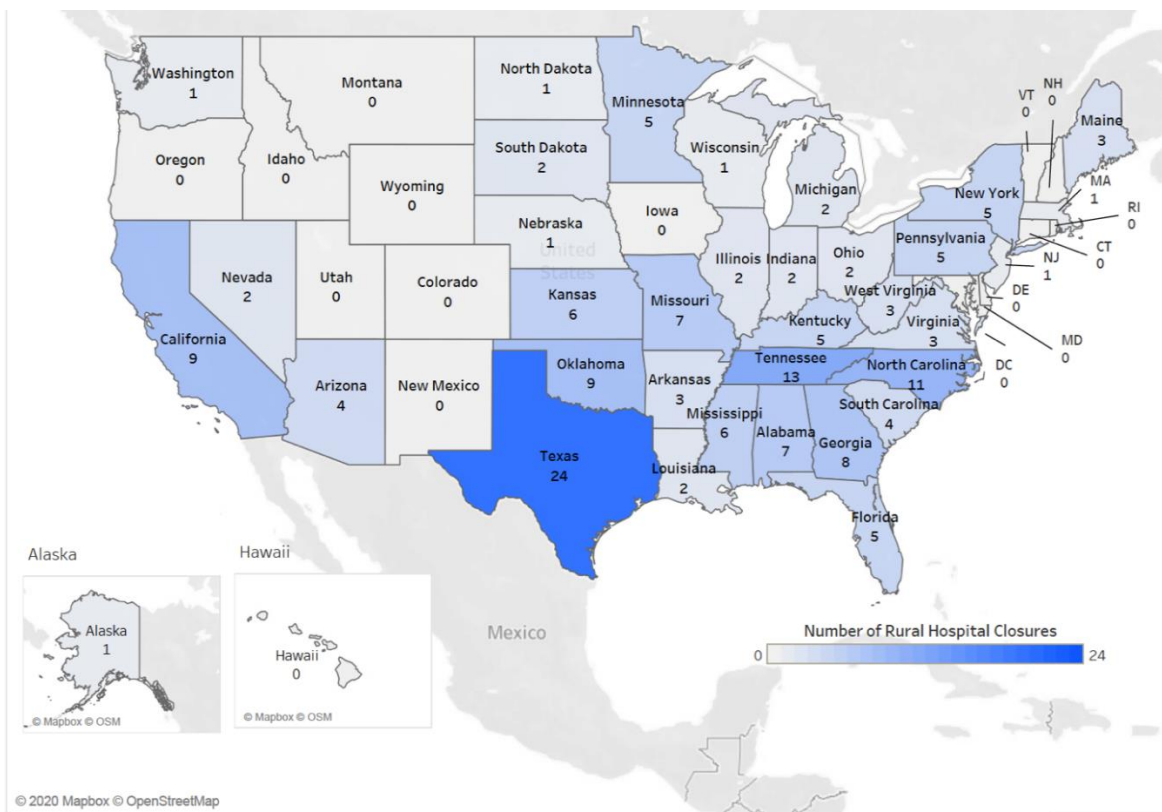 Washington
1
Montana
0
North Dakota
1
Minnesota
5
VT
0
NH
0
Maine
3
Oregon
0
Idaho
0
Wyoming
0
South Dakota
2
Wisconsin
1
Michigan
2
New York
5
MA
1
RI
0
Nebraska
1
Iowa
0
United
States
Pennsylvania
5
CT
0
NJ
1
Nevada
2
Utah
0
Colorado
0
Kansas
6
Missouri
7
Illinois
2
Indiana
2
Ohio
2
West Virginia
3
DE
0
MD
0
DC
0
California
9
Kentucky
5
Virginia
3
Arizona
4
New Mexico
0
Oklahoma
9
Arkansas
3
Tennessee
13
North Carolina
11
South Carolina
4
Texas
24
Louisiana
2
Mississippi
6
Alabama
7
Georgia
8
Florida
5
Alaska
Alaska
1
© Mapbox © OSM
Hawaii
Hawaii
0
© Mapbox © OSM
Mexico
Number of Rural Hospital Closures
0
24
© 2020 Mapbox © OpenStreetMap